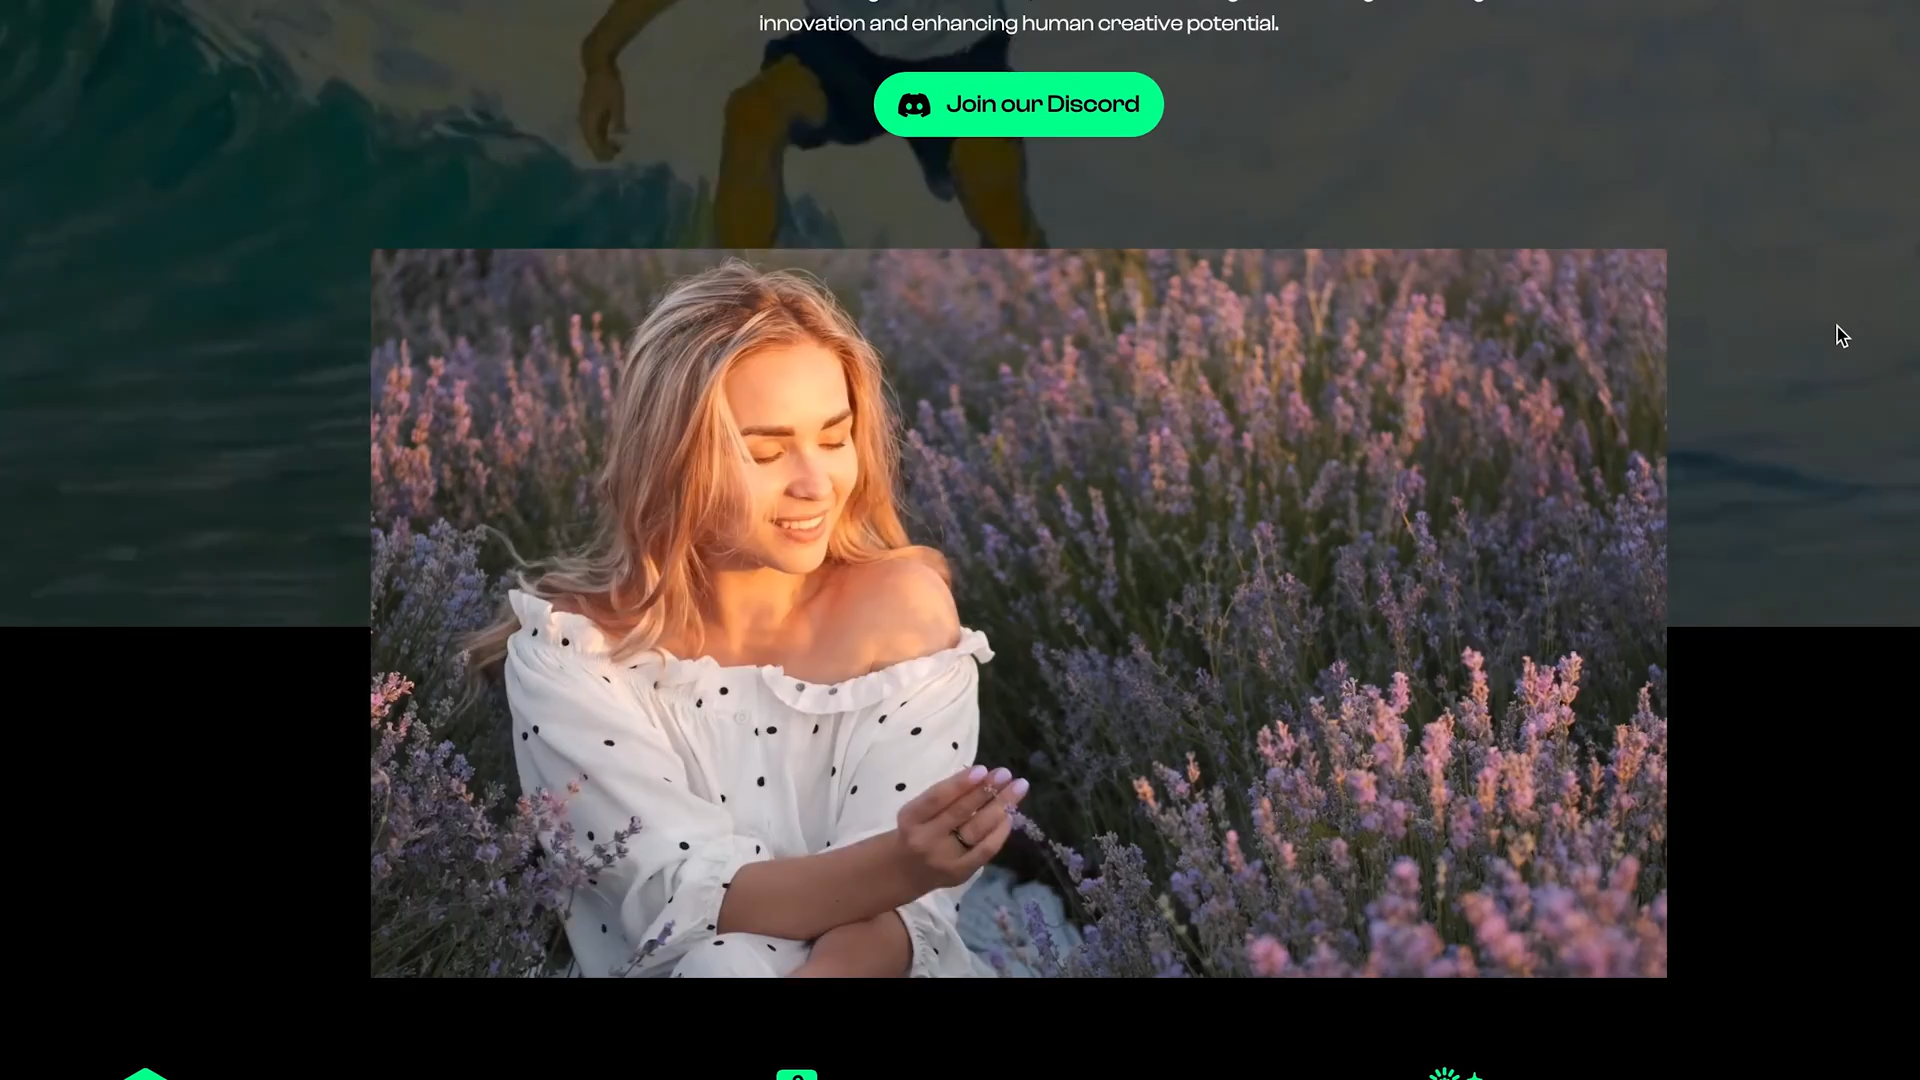 innovation and enhancing human creative potential.
Join our Discord